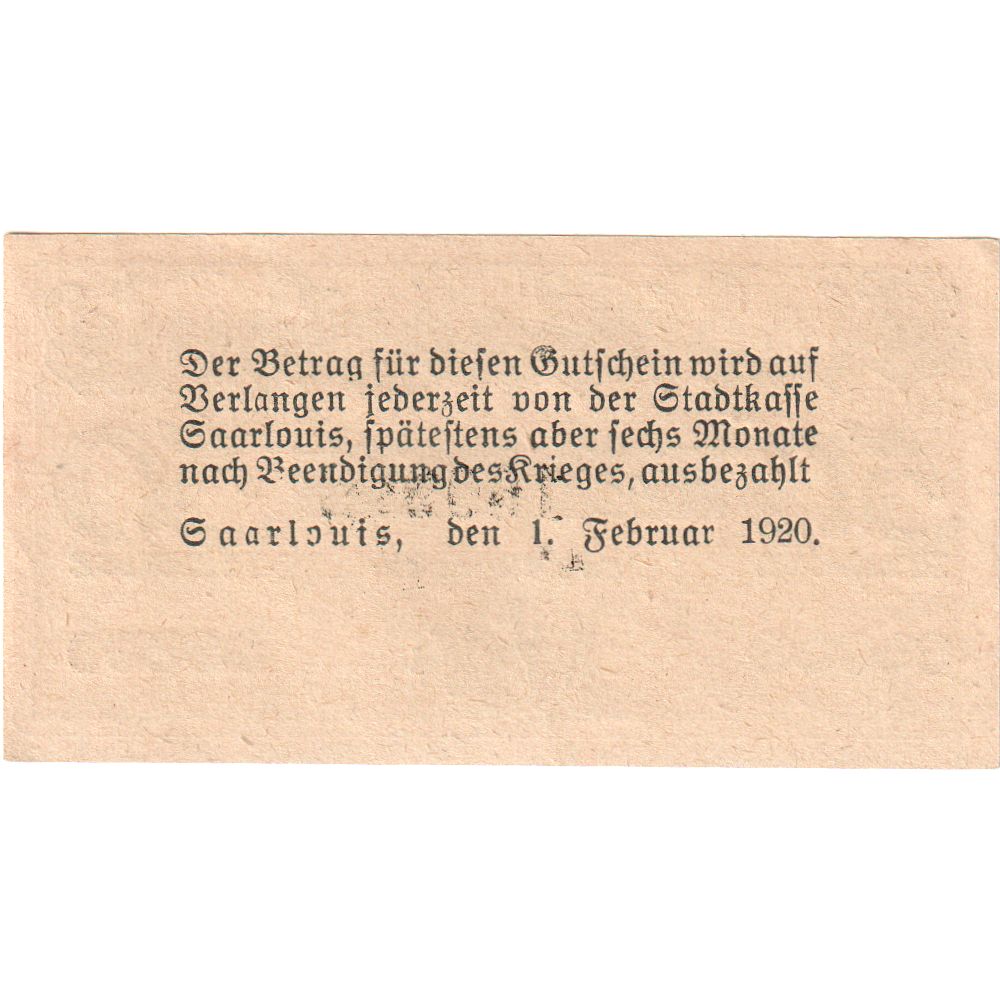 Der Betrag für diesen Gutschein wird auf
Verlangen jederzeit von der Stadtkasse
Saarlouis, spätestens aber sechs Monate
nach Beendigung des Krieges, ausbezahlt
Saarlouis, den 1. Februar 1920.